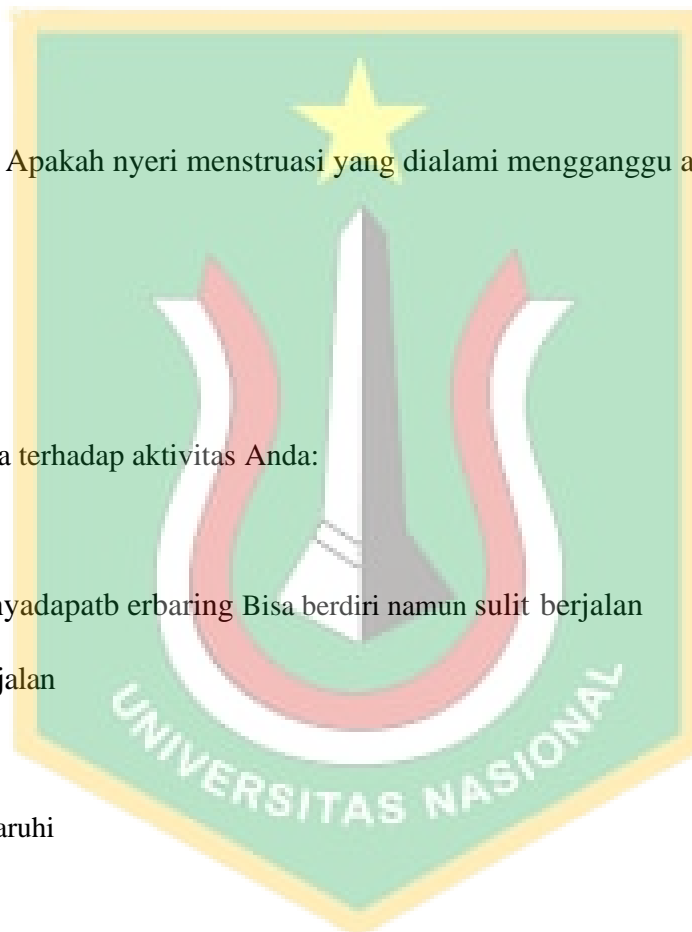 Apakah nyeri menstruasi yang dialami mengganggu a
a terhadap aktivitas Anda:
nyadapatb erbaring Bisa berdiri namun sulit berjalan
jalan
aruhi
UNIVERSITAS NASIONAL